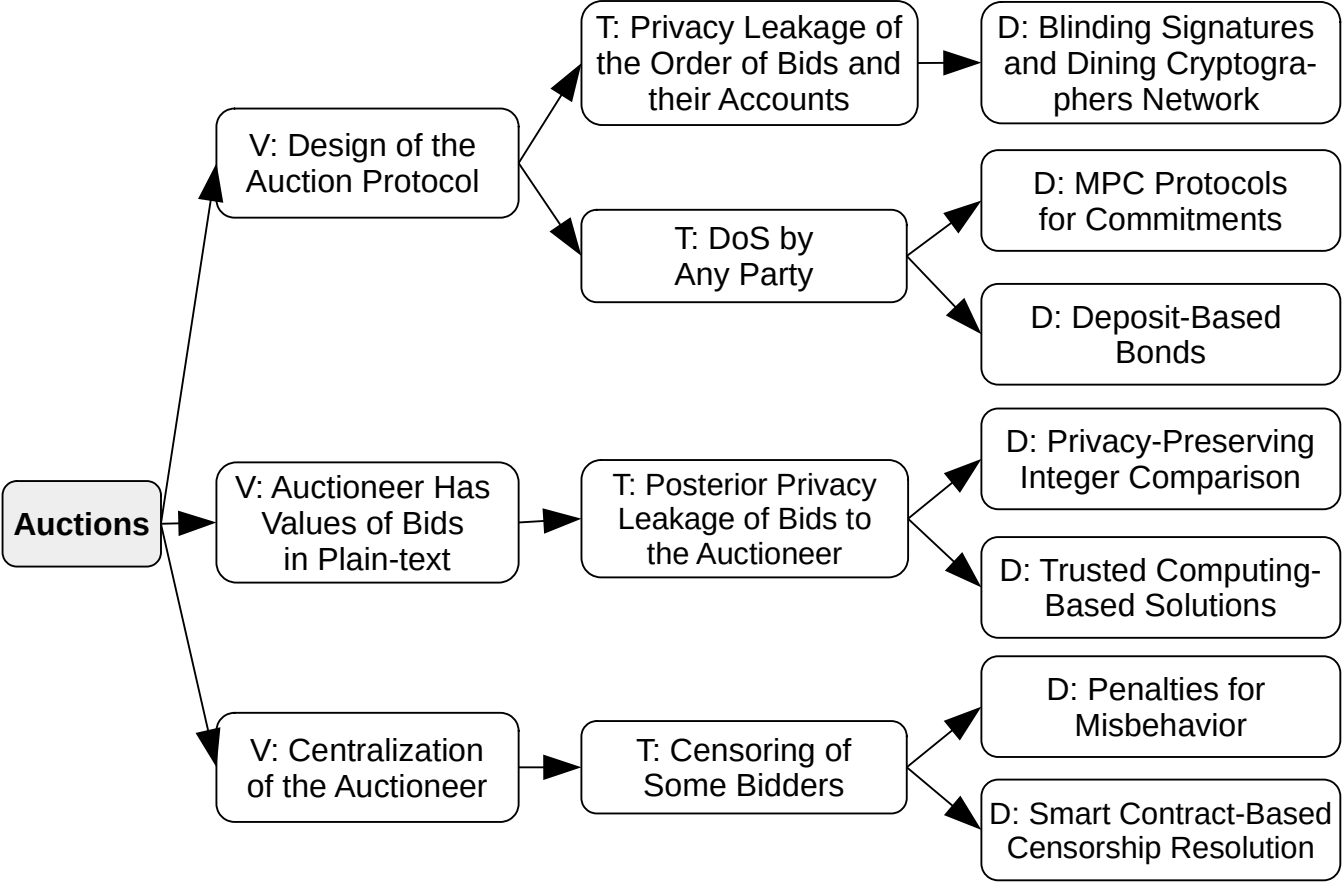 T: Privacy Leakage of
the Order of Bids and
their Accounts
D: Blinding Signatures
and Dining Cryptogra-
phers Network
V: Design of the
Auction Protocol
T: DoS by
Any Party
D: MPC Protocols
for Commitments
D: Deposit-Based
Bonds
Auctions
V: Auctioneer Has
Values of Bids
in Plain-text
T: Posterior Privacy
Leakage of Bids to
the Auctioneer
D: Privacy-Preserving
Integer Comparison
D: Trusted Computing-
Based Solutions
V: Centralization
of the Auctioneer
T: Censoring of
Some Bidders
D: Penalties for
Misbehavior
D: Smart Contract-Based
Censorship Resolution